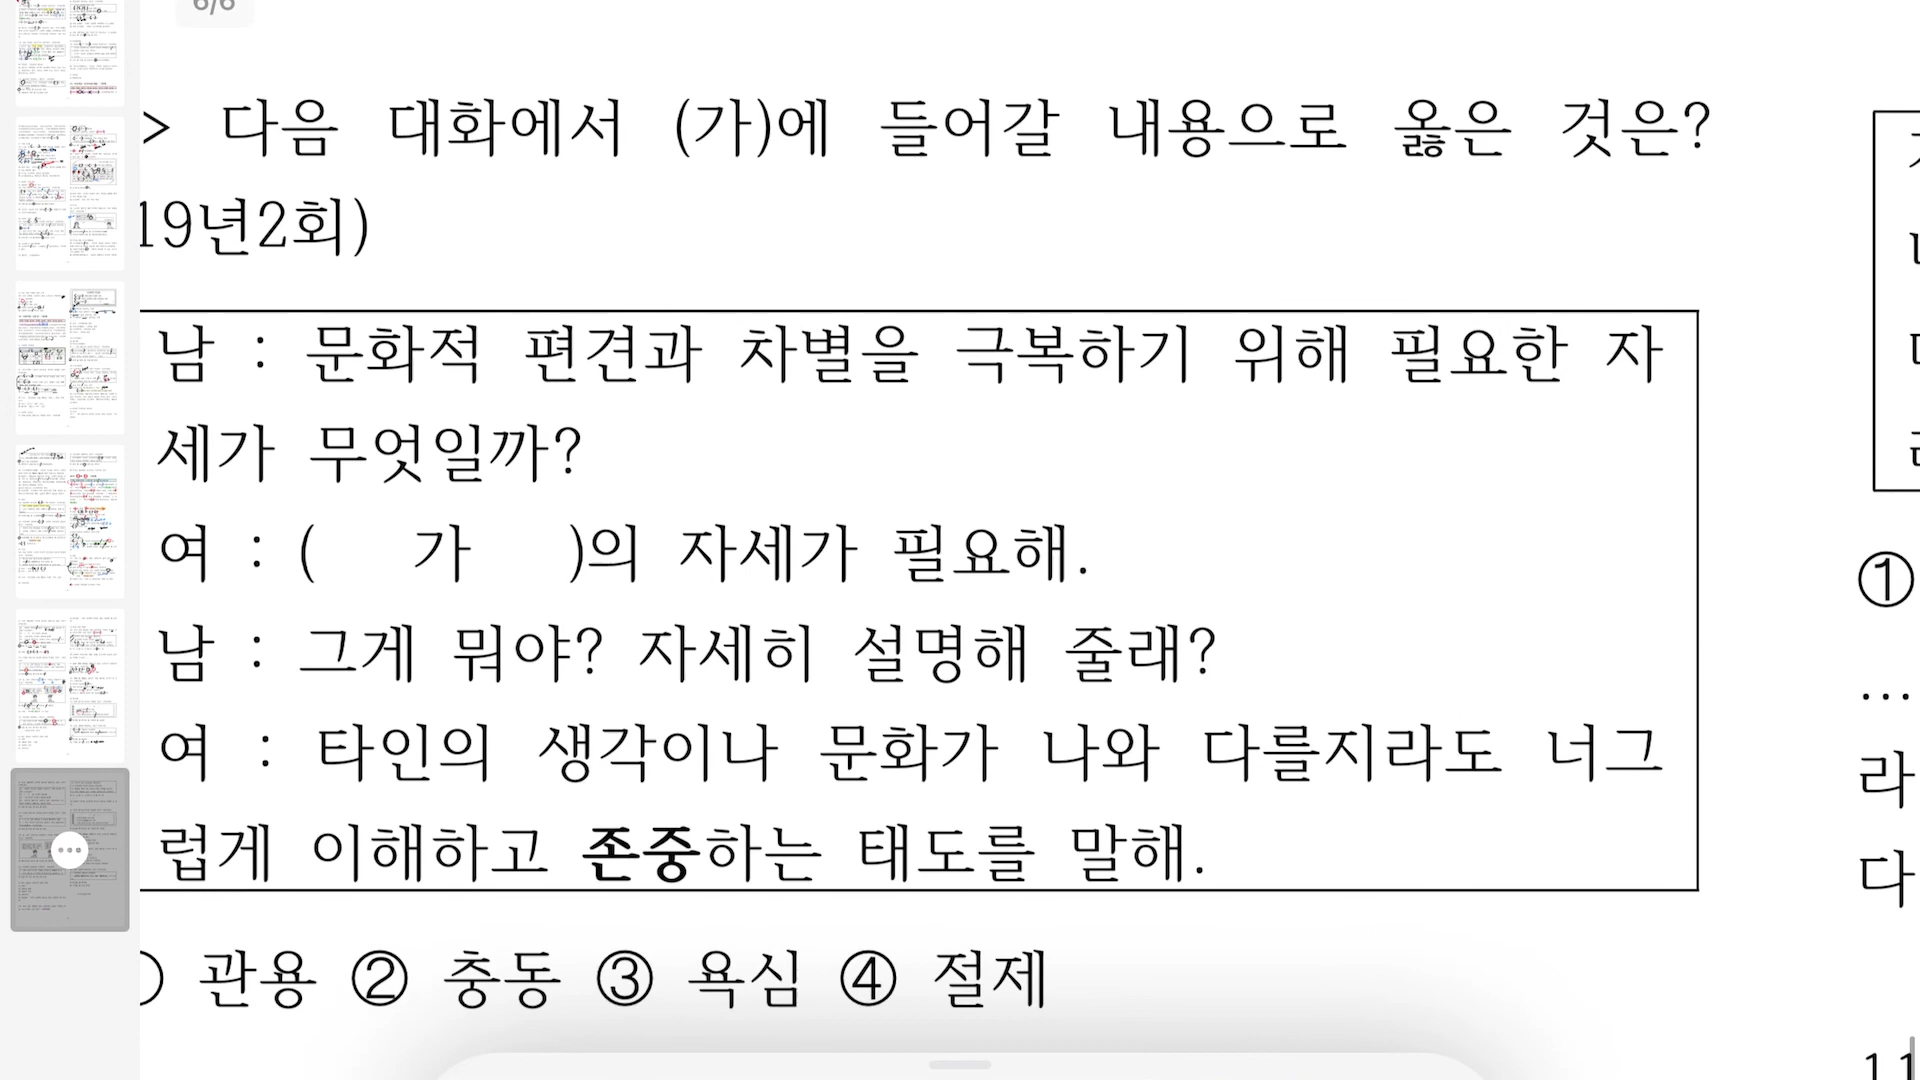 6/6
> 다음 대화에서 (가)에 들어갈 내용으로 옳은 것은?
19년2회)
남 : 문화적 편견과 차별을 극복하기 위해 필요한 자
세가 무엇일까?
여 : ( 가 )의 자세가 필요해.
남 : 그게 뭐야? 자세히 설명해 줄래?
여 : 타인의 생각이나 문화가 나와 다를지라도 너그
럽게 이해하고 존중하는 태도를 말해.
관용 ② 충동 ③ 욕심 ④ 절제
①
…
라
다
11